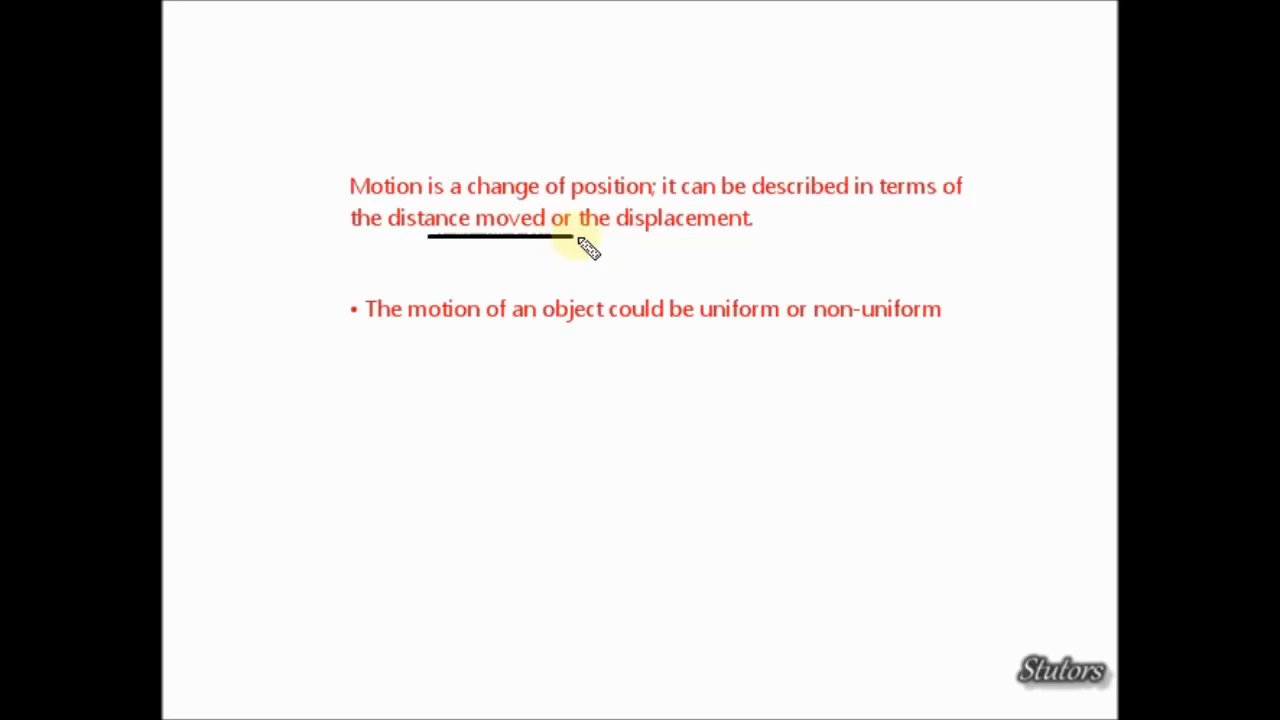 Motion is a change of position; it can be described in terms of
the distance moved or the displacement.
• The motion of an object could be uniform or non-uniform
Stutors